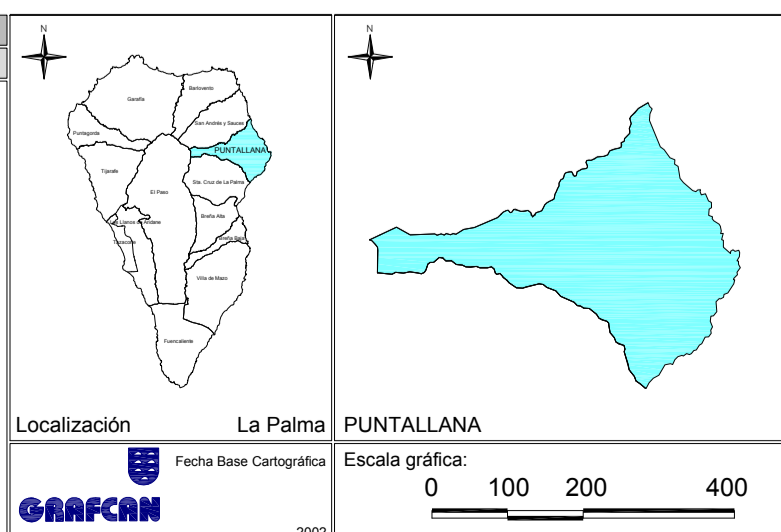 N
Garafía
Barlovento
San Andrés y Sauces
Puntagorda
PUNTALLANA
Tijarafe
Sta. Cruz de La Palma
El Paso
Los Llanos de Aridane
Breña Alta
Tazacorte
Breña Baja
Villa de Mazo
Fuencaliente
Localización La Palma
N
PUNTALLANA
Fecha Base Cartográfica
GRAFCAN
2002
Escala gráfica:
0 100 200 400